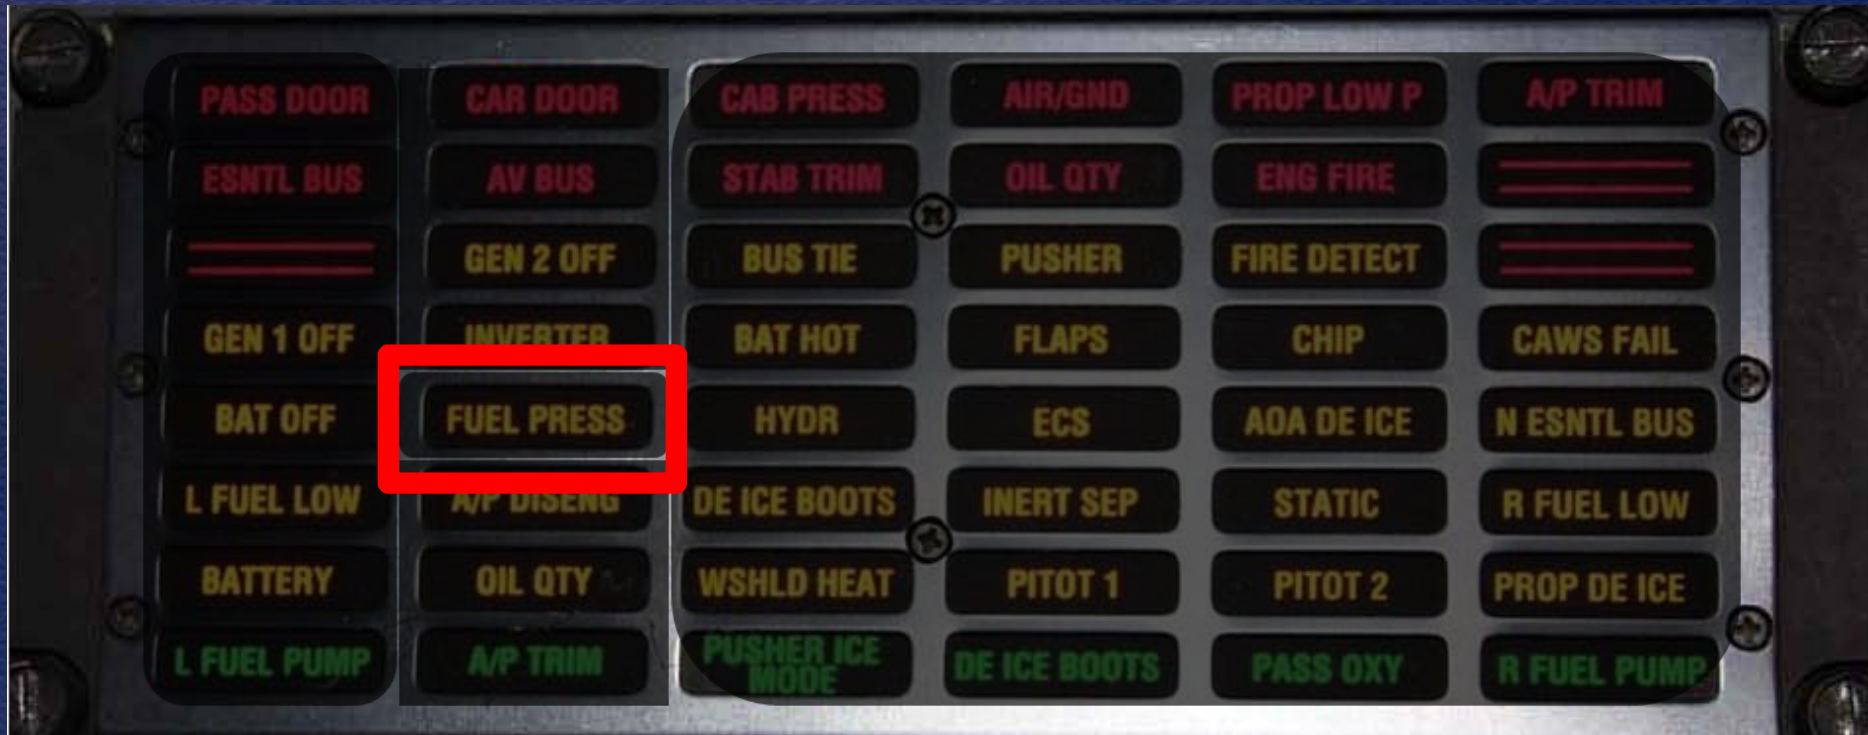 PASS DOOR CAR DOOR CAB PRESS AIR/GND PROP LOW P A/P TRIM
ESNTL BUS AV BUS STAB TRIM OIL QTY ENG FIRE
GEN 2 OFF BUS TIE PUSHER FIRE DETECT
GEN 1 OFF INVERTER BAT HOT FLAPS CHIP CAWS FAIL
BAT OFF FUEL PRESS HYDR ECS AOA DE ICE N ESNTL BUS
L FUEL LOW A/P DISENG DE ICE BOOTS INERT SEP STATIC R FUEL LOW
BATTERY OIL QTY WSHLD HEAT PITOT 1 PITOT 2 PROP DE ICE
L FUEL PUMP A/P TRIM PUSHER ICE MODE DE ICE BOOTS PASS OXY R FUEL PUMP